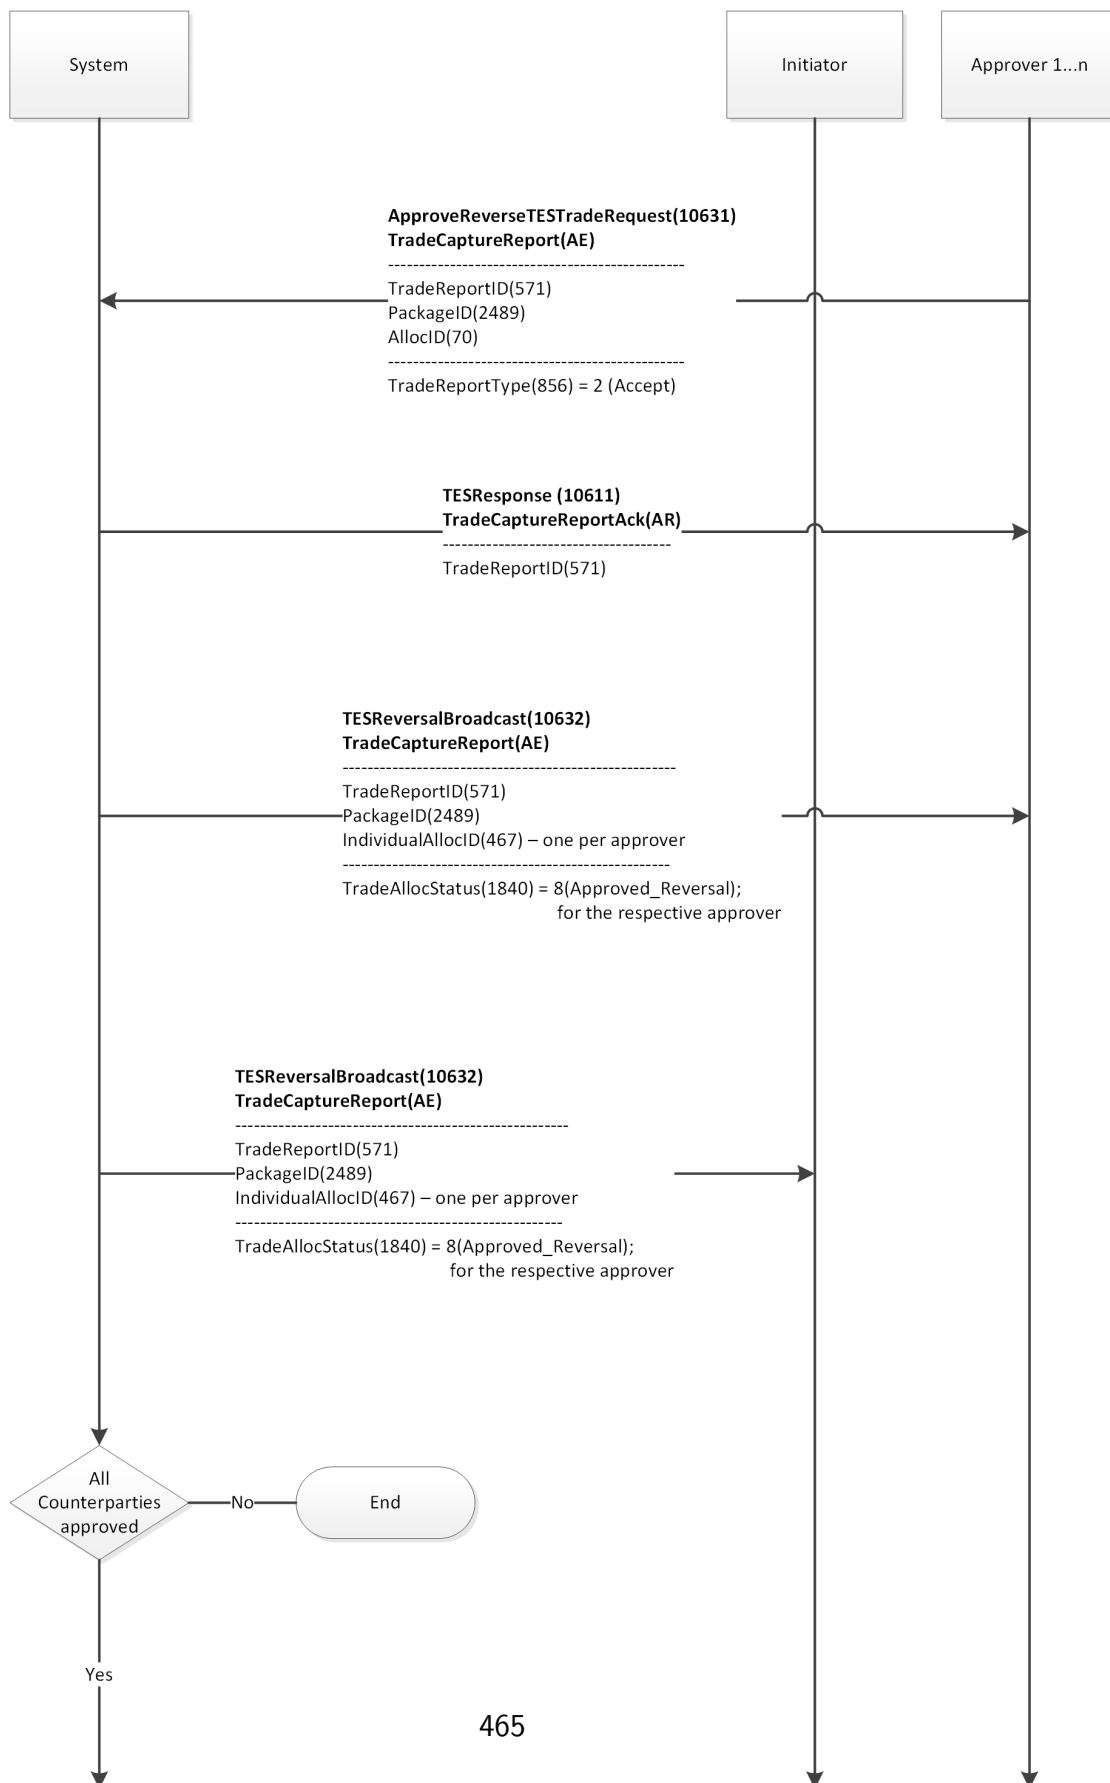 System
Initiator
Approver 1...n
ApproveReverseTESTradeRequest(10631)
TradeCaptureReport(AE)
------------------------------------------------
TradeReportID(571)
PackageID(2489)
AllocID(70)
------------------------------------------------
TradeReportType(856) = 2 (Accept)
TESResponse (10611)
TradeCaptureReportAck(AR)
-------------------------------------
TradeReportID(571)
TESReversalBroadcast(10632)
TradeCaptureReport(AE)
------------------------------------------------------
TradeReportID(571)
PackageID(2489)
IndividualAllocID(467) – one per approver
-----------------------------------------------------
TradeAllocStatus(1840) = 8(Approved_Reversal);
for the respective approver
TESReversalBroadcast(10632)
TradeCaptureReport(AE)
------------------------------------------------------
TradeReportID(571)
PackageID(2489)
IndividualAllocID(467) – one per approver
-----------------------------------------------------
TradeAllocStatus(1840) = 8(Approved_Reversal);
for the respective approver
All
Counterparties
approved
No
End
Yes
465